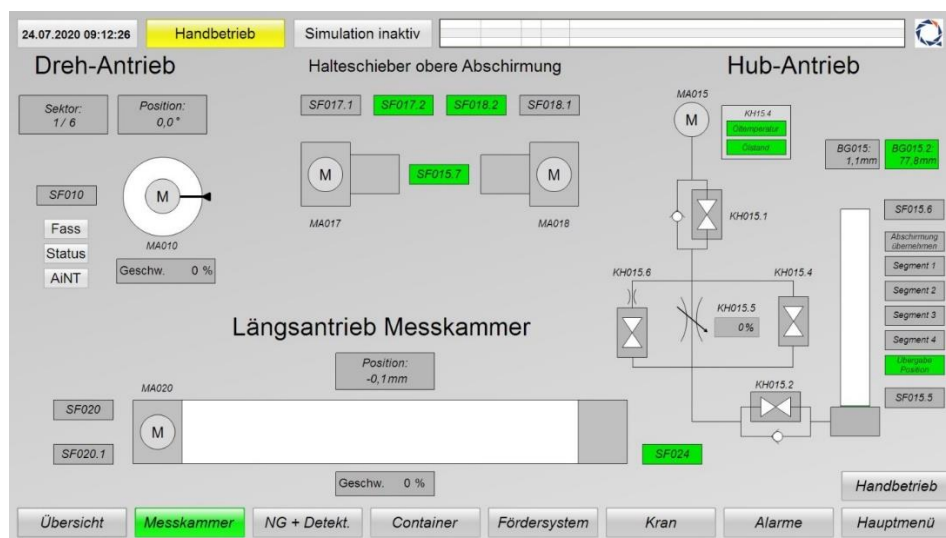 24.07.2020 09:12:26
Handbetrieb
Simulation inaktiv
Dreh-Antrieb
Halteschieber obere Abschirmung
Hub-Antrieb
Sektor:
1 / 6
Position:
0,0°
SF017.1
SF017.2
SF018.2
SF018.1
MA015
M
KH15.4
Öltemperatur
Ölstand
BG015:
1,1mm
BG015.2:
77,8mm
SF010
M
M
SF015.7
M
MA017
MA018
Fass
Status
AiNT
MA010
Geschw. 0 %
KH015.1
SF015.6
Abschirmung
übernehmen
Segment 1
Segment 2
Segment 3
Segment 4
Übergabe
Position
SF015.5
KH015.6
KH015.4
KH015.5
0%
KH015.2
Längsantrieb Messkammer
Position:
-0,1mm
MA020
SF020
M
SF020.1
SF024
Geschw. 0 %
Handbetrieb
Übersicht
Messkammer
NG + Detekt.
Container
Fördersystem
Kran
Alarme
Hauptmenü